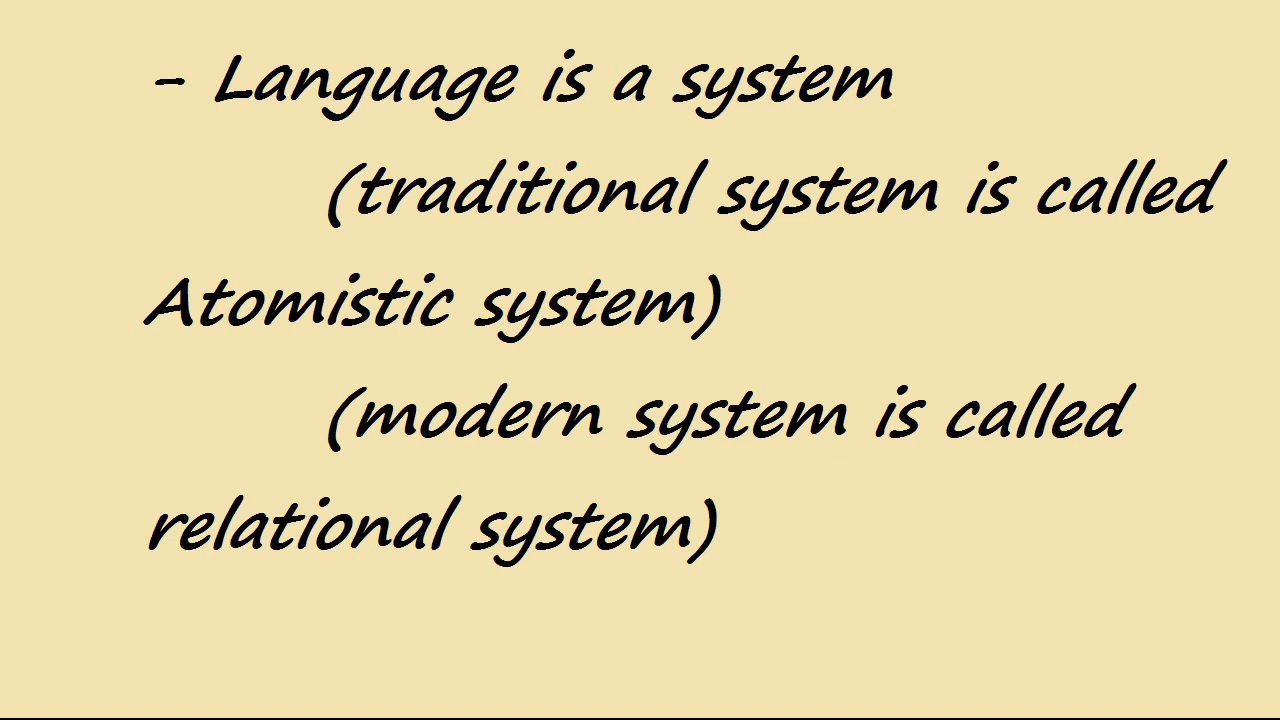 - Language is a system
(traditional system is called
Atomistic system)
(modern system is called
relational system)